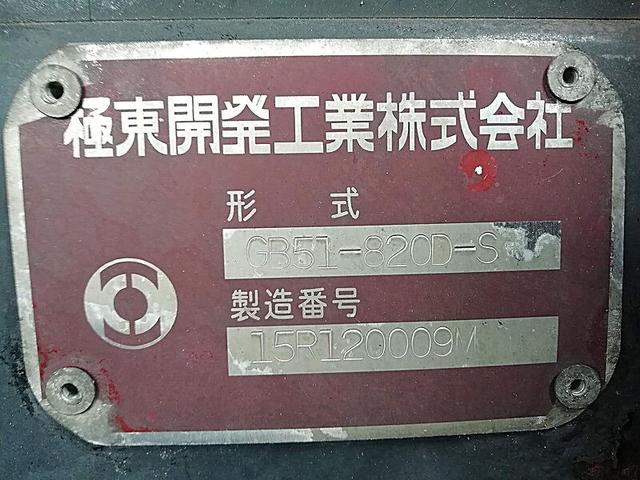 極東開発工業株式会社
形 式
GB51-820D-S
製造番号
15R120009M